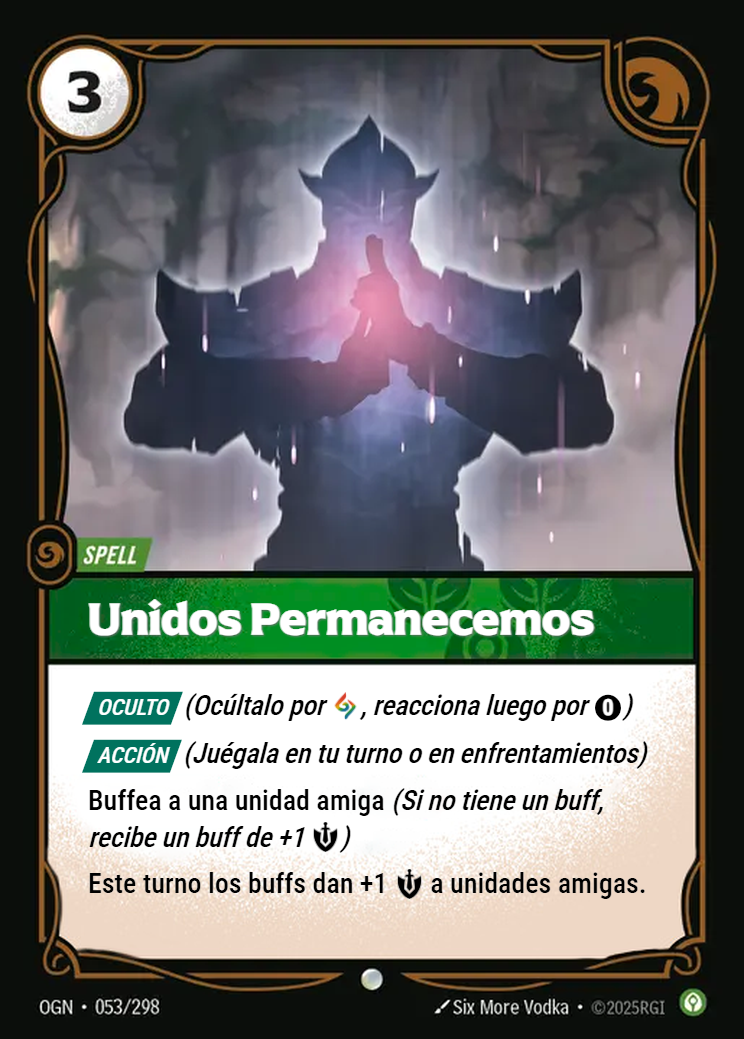 3
SPELL
Unidos Permanecemos
OCULTO (Ocúltalo por , reacciona luego por 0)
ACCIÓN (Juégala en tu turno o en enfrentamientos)
Buffea a una unidad amiga (Si no tiene un buff,
recibe un buff de +1 )
Este turno los buffs dan +1 a unidades amigas.
OGN • 053/298
Six More Vodka • ©2025RGI